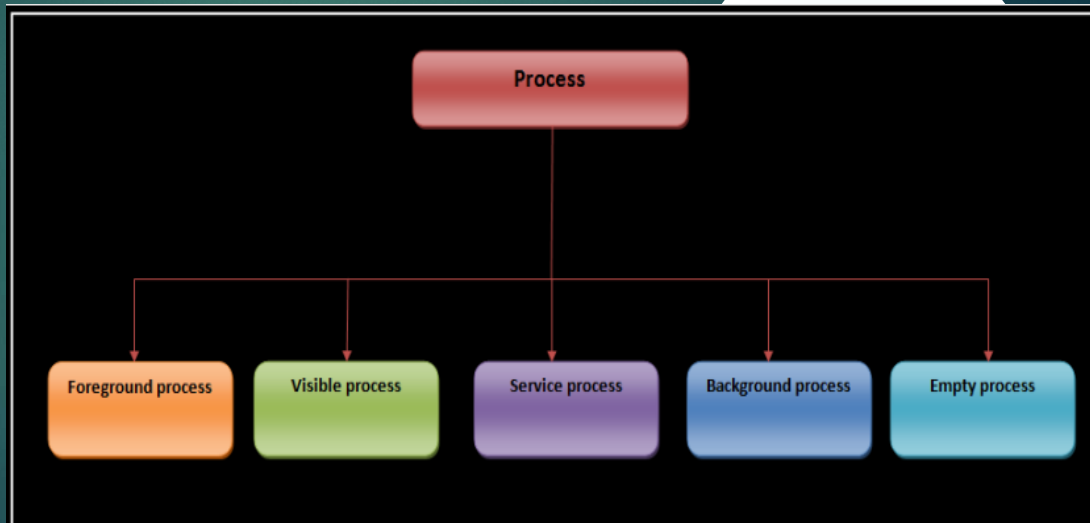 Process
Foreground process
Visible process
Service process
Background process
Empty process